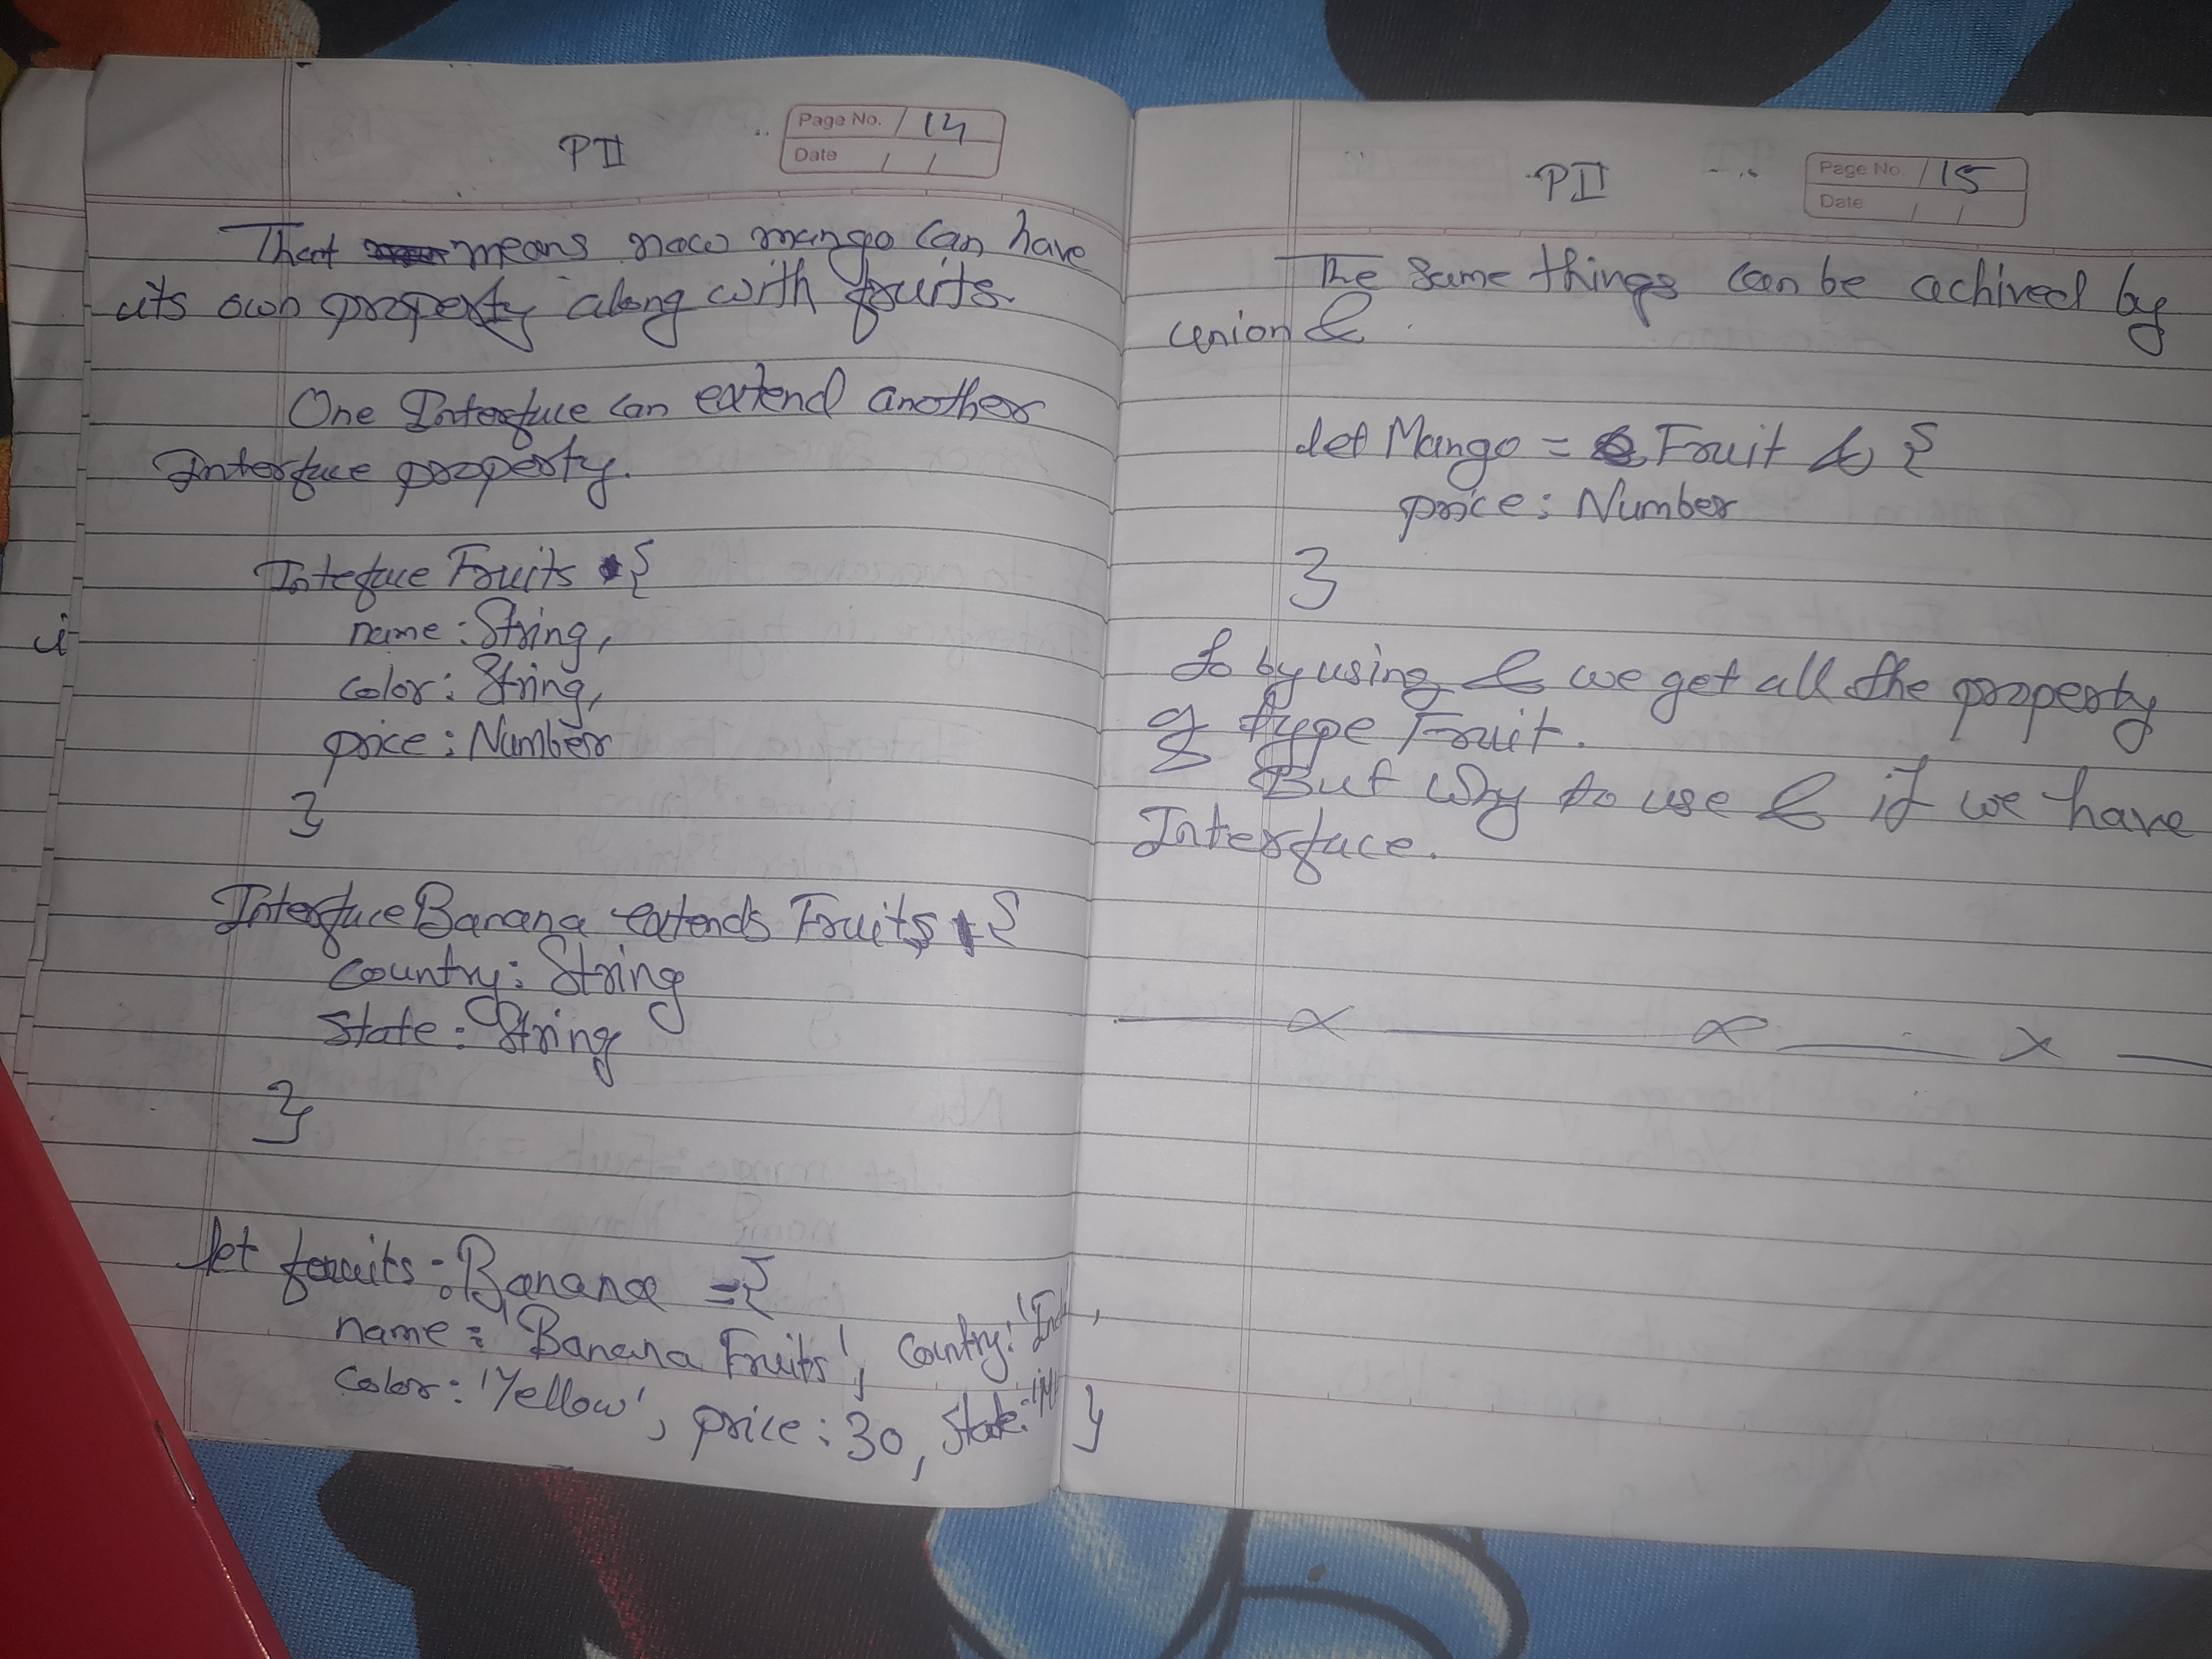 PII
Page No. 14
Date / /
That means now mango can have
its own property along with fruits.
One Interface can extend another
Interface property.
Inteface Fruits {
name : String,
color : String,
price : Number
}
Interface Banana extends Fruits {
Country : String
State : String
}
let fruits : Banana = {
name : 'Banana Fruits', Country: '
color : 'Yellow', price : 30, State: '
}
PII
Page No. 15
Date / /
The same things can be achived by
union &.
let Mango = Fruit & {
price : Number
}
So by using & we get all the property
of type Fruit.
But why to use & if we have
Interface.